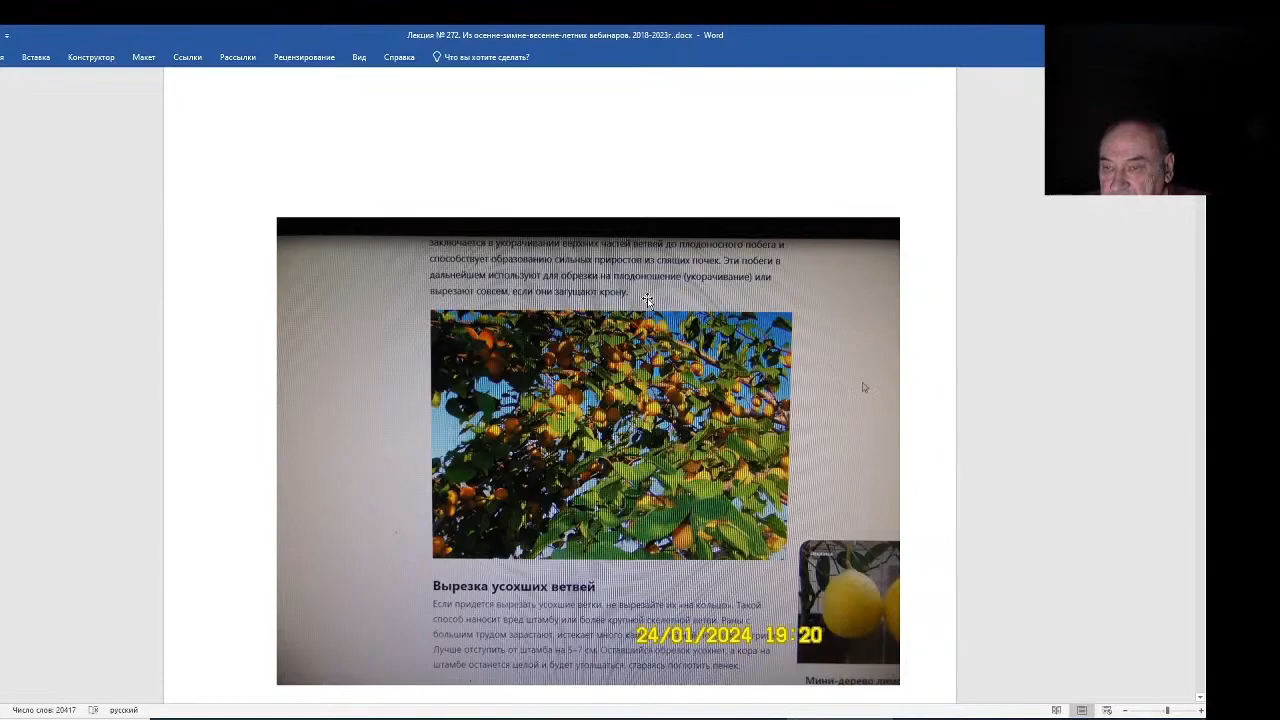 Лекция № 272. Из осенне-зимне-весенне-летних вебинаров. 2018-2023г..docx - Word
я Вставка Конструктор Макет Ссылки Рассылки Рецензирование Вид Справка Что вы хотите сделать?
заключается в укорачивании верхних частей ветвей до плодоносного побега и
способствует образованию сильных приростов из спящих почек. Эти побеги в
дальнейшем используют для обрезки на плодоношение (укорачивание) или
вырезают совсем, если они загущают крону.
Реклама
Вырезка усохших ветвей
Если придется вырезать усохшие ветки, не вырезайте их «на кольцо». Такой
способ наносит вред штамбу или более крупной скелетной ветви. Раны с
большим трудом зарастают, истекает много
24/01/2024 19:20
Лучше отступить от штамба на 5–7 см. Оставшийся обрезок усохнет, а кора на
штамбе останется целой и будет утолщаться, стараясь поглотить пенек.
Мини-дерево лимо
Число слов: 20417 русский